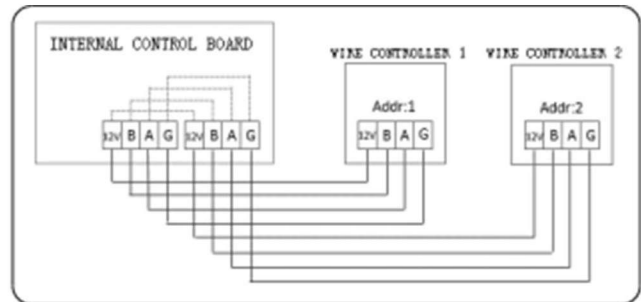 INTERNAL CONTROL BOARD
WIRE CONTROLLER 1
WIRE CONTROLLER 2
Addr:1
Addr:2
12V B A G 12V B A G
12V B A G
12V B A G